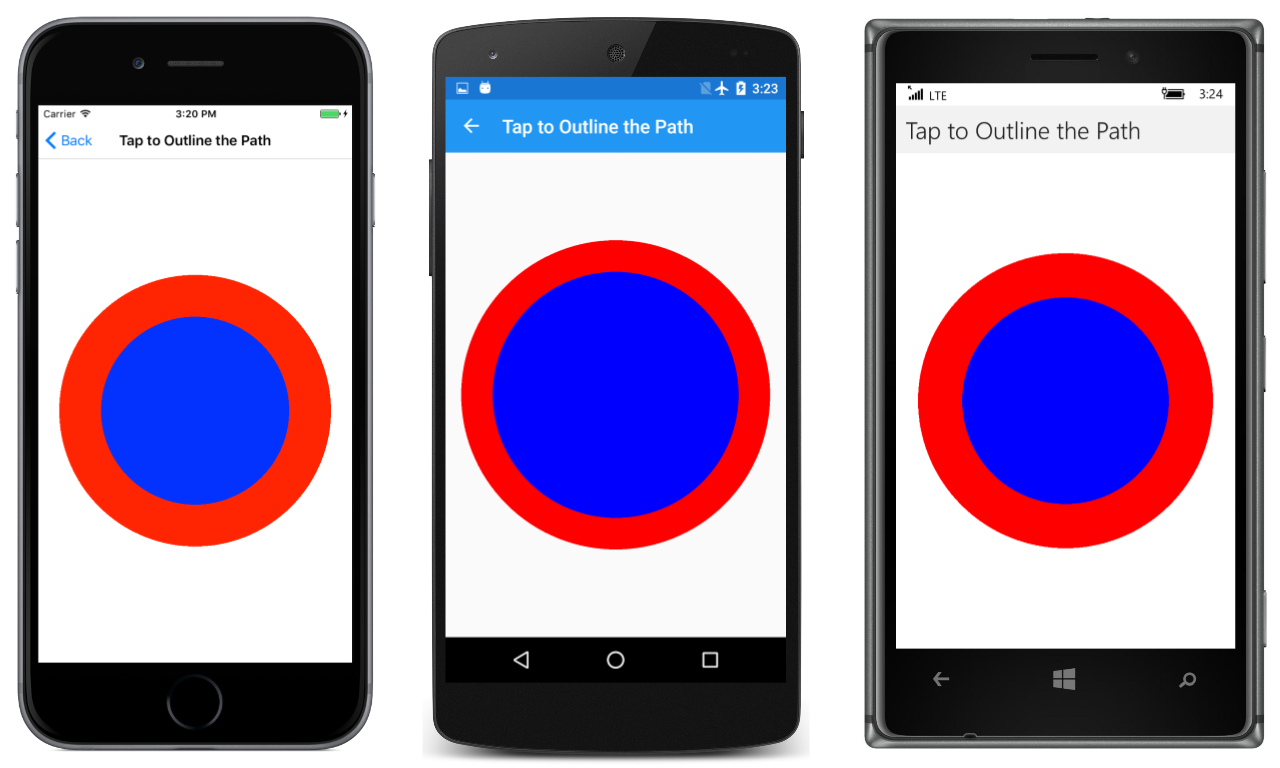 Carrier
3:20 PM
Back
Tap to Outline the Path
3:23
Tap to Outline the Path
LTE
3:24
Tap to Outline the Path